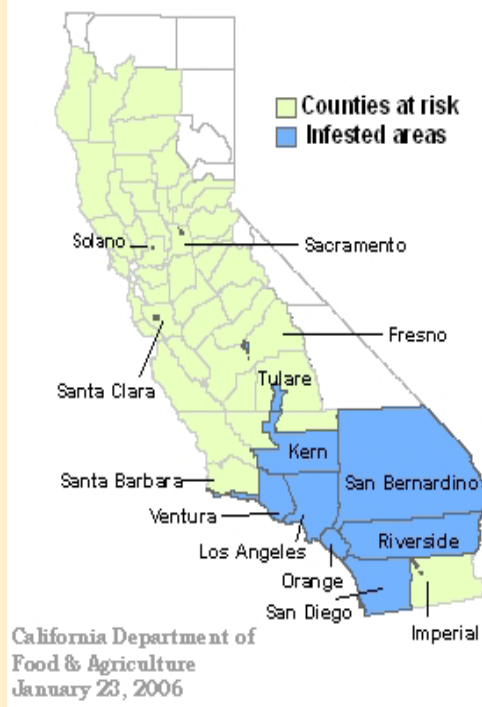 Counties at risk
Infested areas
Solano
Sacramento
Fresno
Santa Clara
Tulare
Kern
Santa Barbara
San Bernardino
Ventura
Los Angeles
Riverside
Orange
San Diego
Imperial
California Department of
Food & Agriculture
January 23, 2006